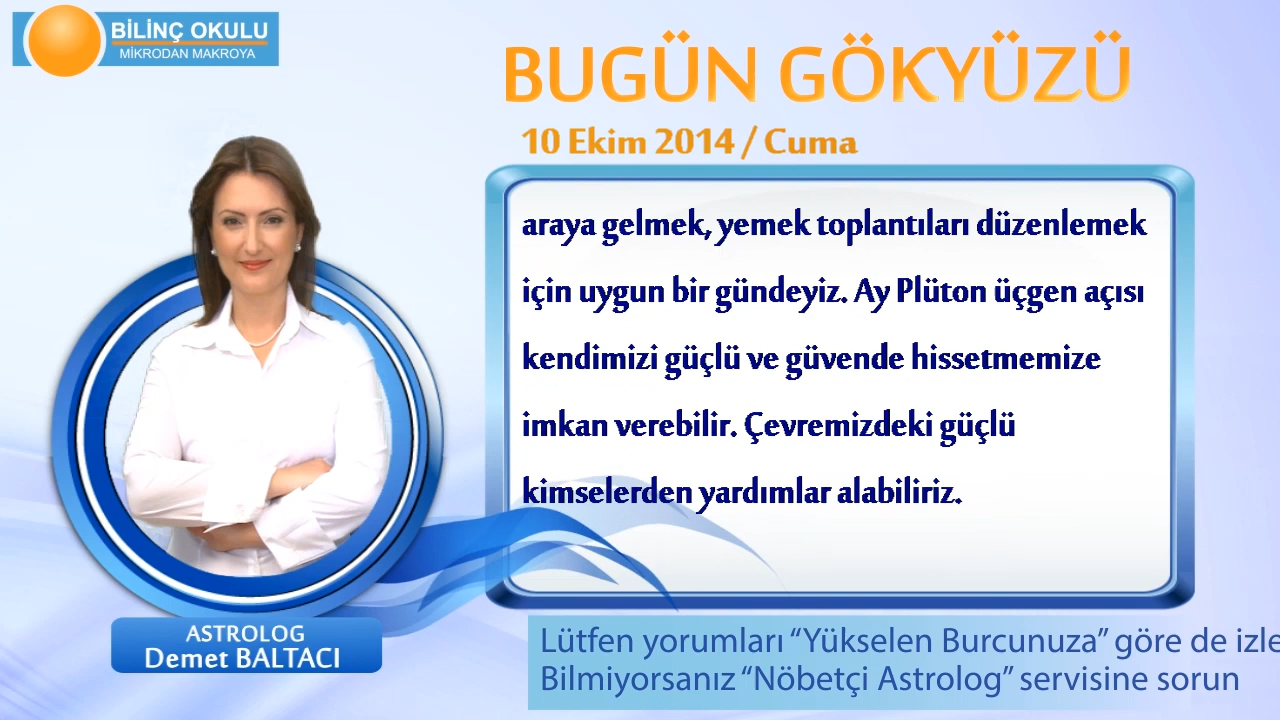 BİLİNÇ OKULU
MİKRODAN MAKROYA
BUGÜN GÖKYÜZÜ
10 Ekim 2014 / Cuma
araya gelmek, yemek toplantıları düzenlemek
için uygun bir gündeyiz. Ay Plüton üçgen açısı
kendimizi güçlü ve güvende hissetmemize
imkan verebilir. Çevremizdeki güçlü
kimselerden yardımlar alabiliriz.
ASTROLOG
Demet BALTACI
Lütfen yorumları “Yükselen Burcunuza” göre de izle
Bilmiyorsanız “Nöbetçi Astrolog” servisine sorun